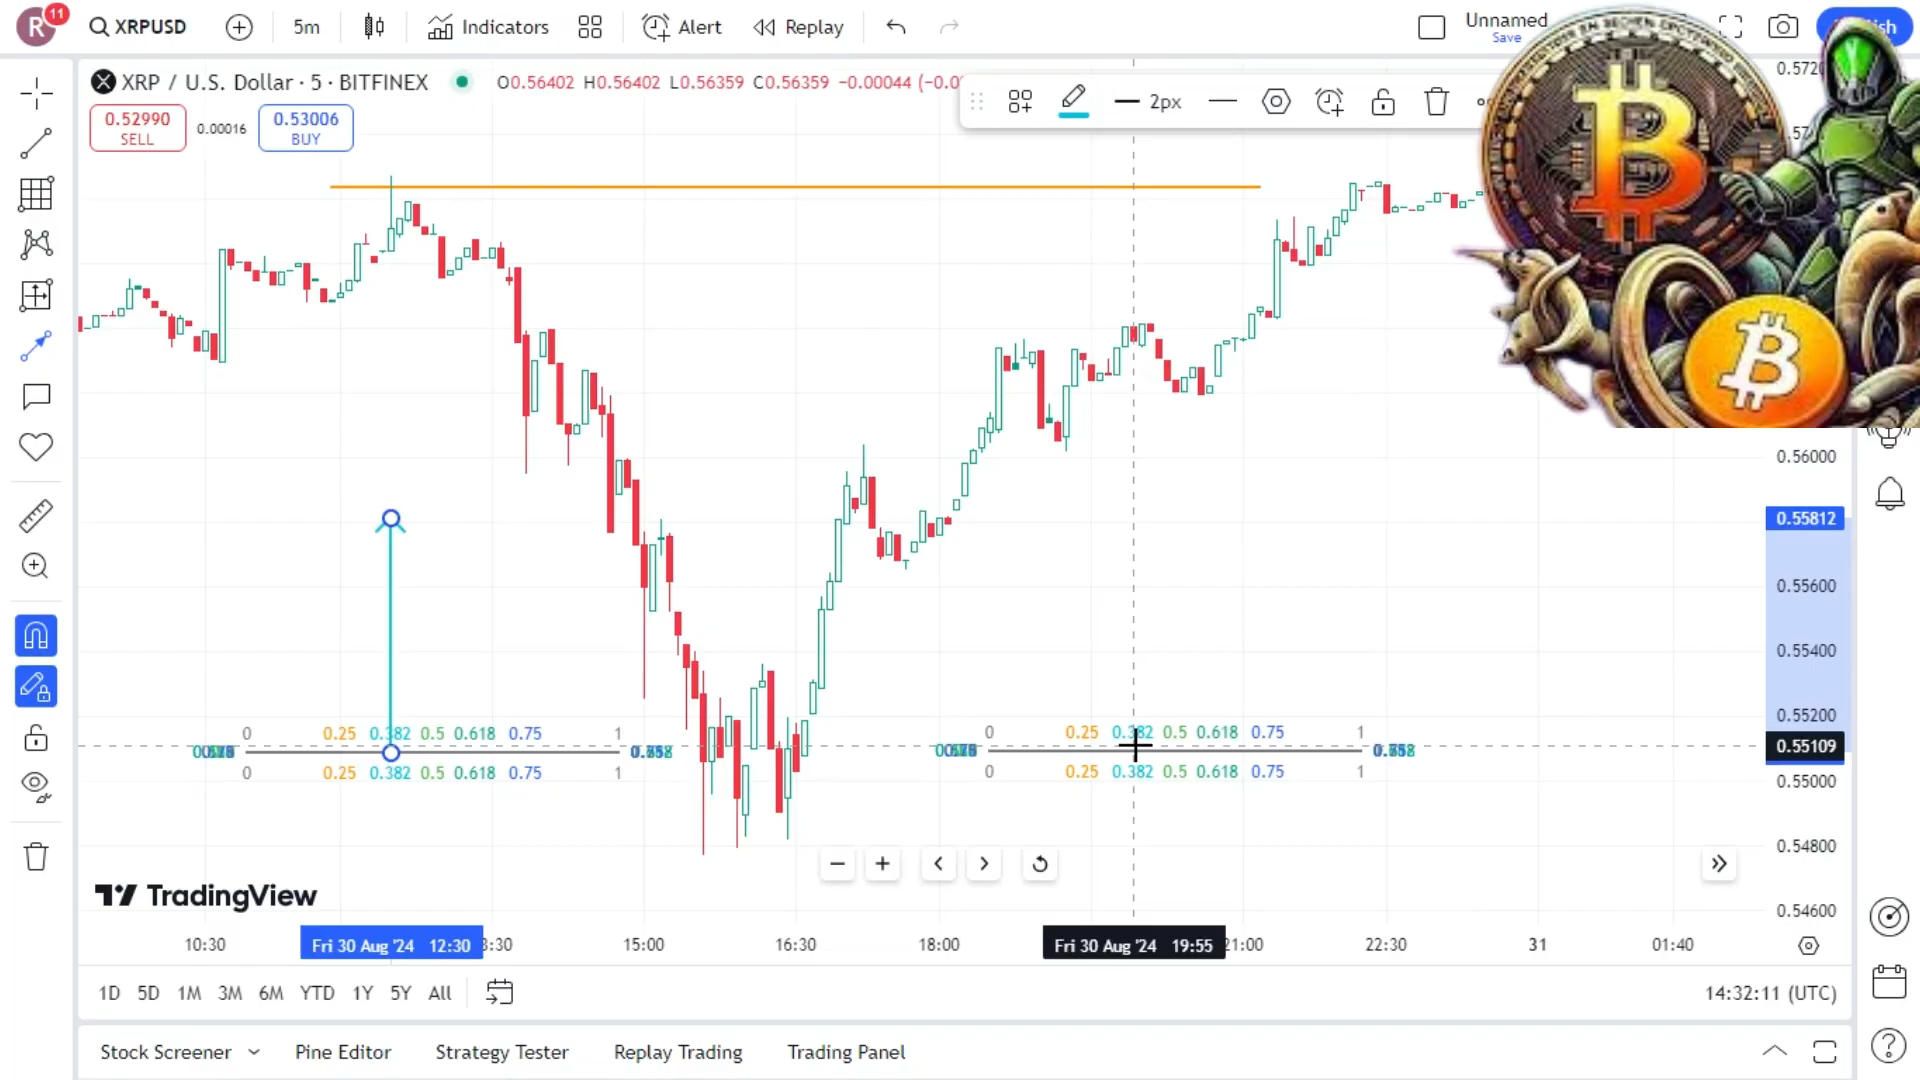 R 11 XRPUSD 5m Indicators Alert Replay Unnamed
Save
XRP / U.S. Dollar · 5 · BITFINEX O0.56402 H0.56402 L0.56359 C0.56359 −0.00044
2px
0.52990
SELL
0.00016
0.53006
BUY
0.56000
0.55812
0.55600
0.55400
0.55200
0.55109
0.55000
0.54800
0.54600
0 0.25 0.382 0.5 0.618 0.75 1
0 0.25 0.382 0.5 0.618 0.75 1
0 0.25 0.382 0.5 0.618 0.75 1
0 0.25 0.382 0.5 0.618 0.75 1
TradingView
10:30 Fri 30 Aug '24 12:30 3:30 15:00 16:30 18:00 Fri 30 Aug '24 19:55 21:00 22:30 31 01:40
1D 5D 1M 3M 6M YTD 1Y 5Y All 14:32:11 (UTC)
Stock Screener Pine Editor Strategy Tester Replay Trading Trading Panel